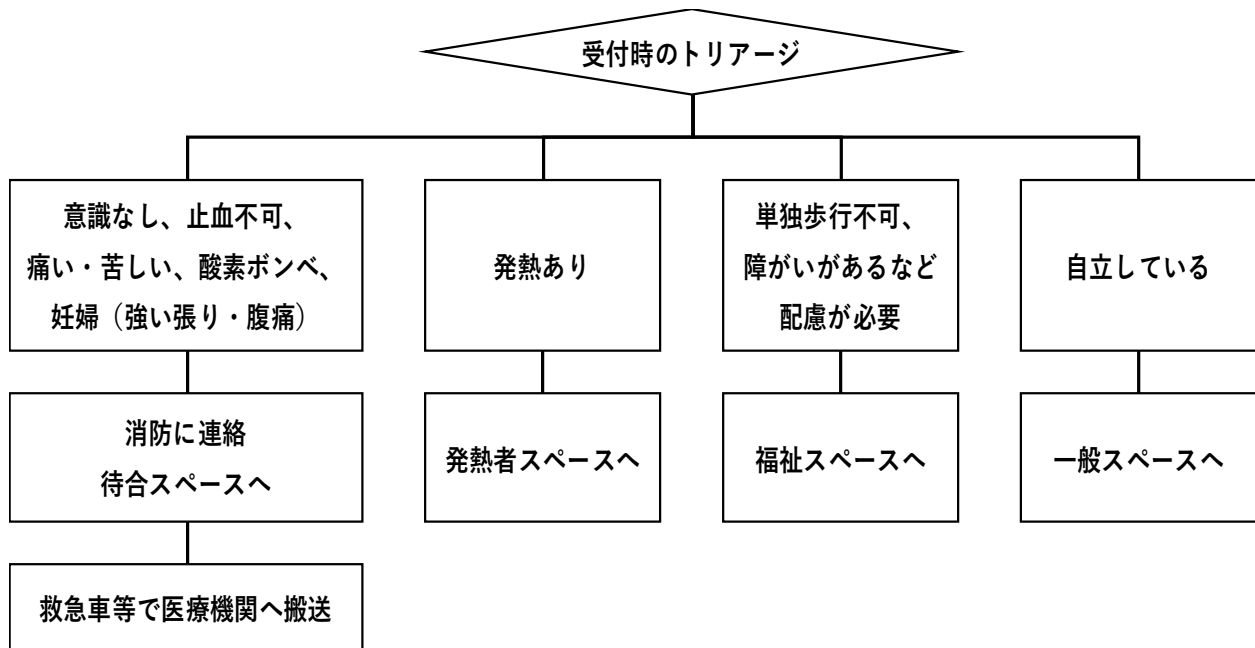 受付時のトリアージ
意識なし、止血不可、
痛い・苦しい、酸素ボンベ、
妊婦（強い張り・腹痛）
発熱あり
単独歩行不可、
障がいがあるなど
配慮が必要
自立している
消防に連絡
待合スペースへ
発熱者スペースへ
福祉スペースへ
一般スペースへ
救急車等で医療機関へ搬送